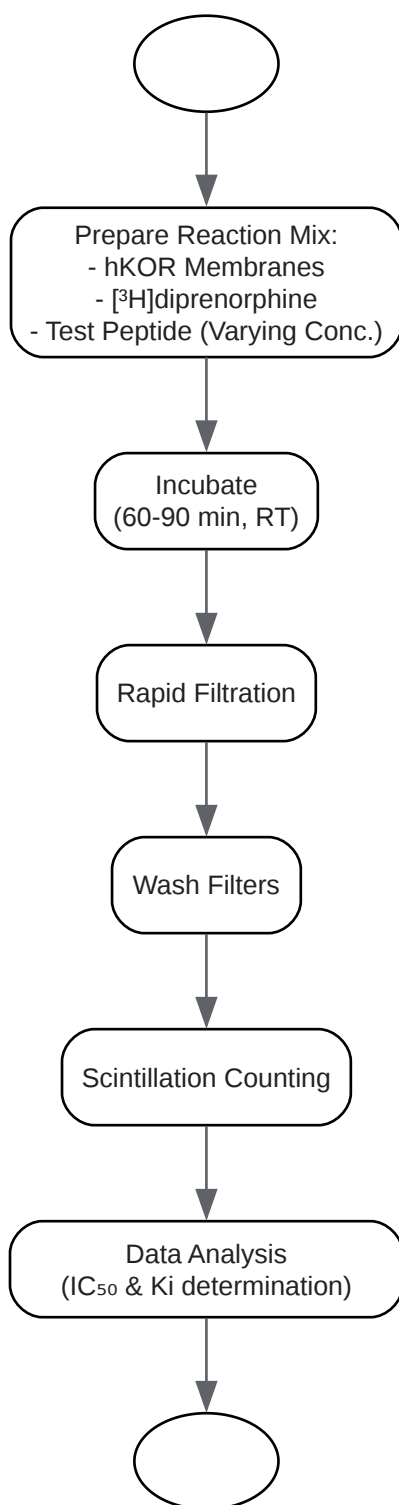 Prepare Reaction Mix:
- hKOR Membranes
- [³H]diprenorphine
- Test Peptide (Varying Conc.)
Incubate
(60-90 min, RT)
Rapid Filtration
Wash Filters
Scintillation Counting
Data Analysis
(IC₅₀ & Ki determination)